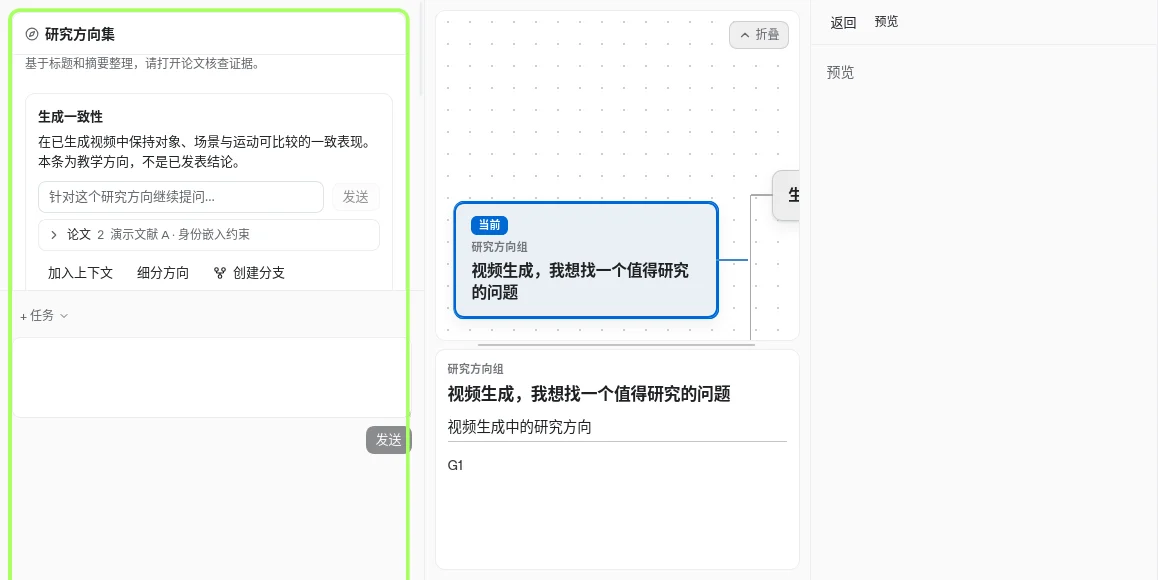 研究方向集
基于标题和摘要整理，请打开论文核查证据。
生成一致性
在已生成视频中保持对象、场景与运动可比较的一致表现。
本条为教学方向，不是已发表结论。
针对这个研究方向继续提问... 发送
论文 2 演示文献 A · 身份嵌入约束
加入上下文 细分方向 创建分支
+ 任务
发送
折叠
生
当前
研究方向组
视频生成，我想找一个值得研究
的问题
研究方向组
视频生成，我想找一个值得研究的问题
视频生成中的研究方向
G1
返回 预览
预览